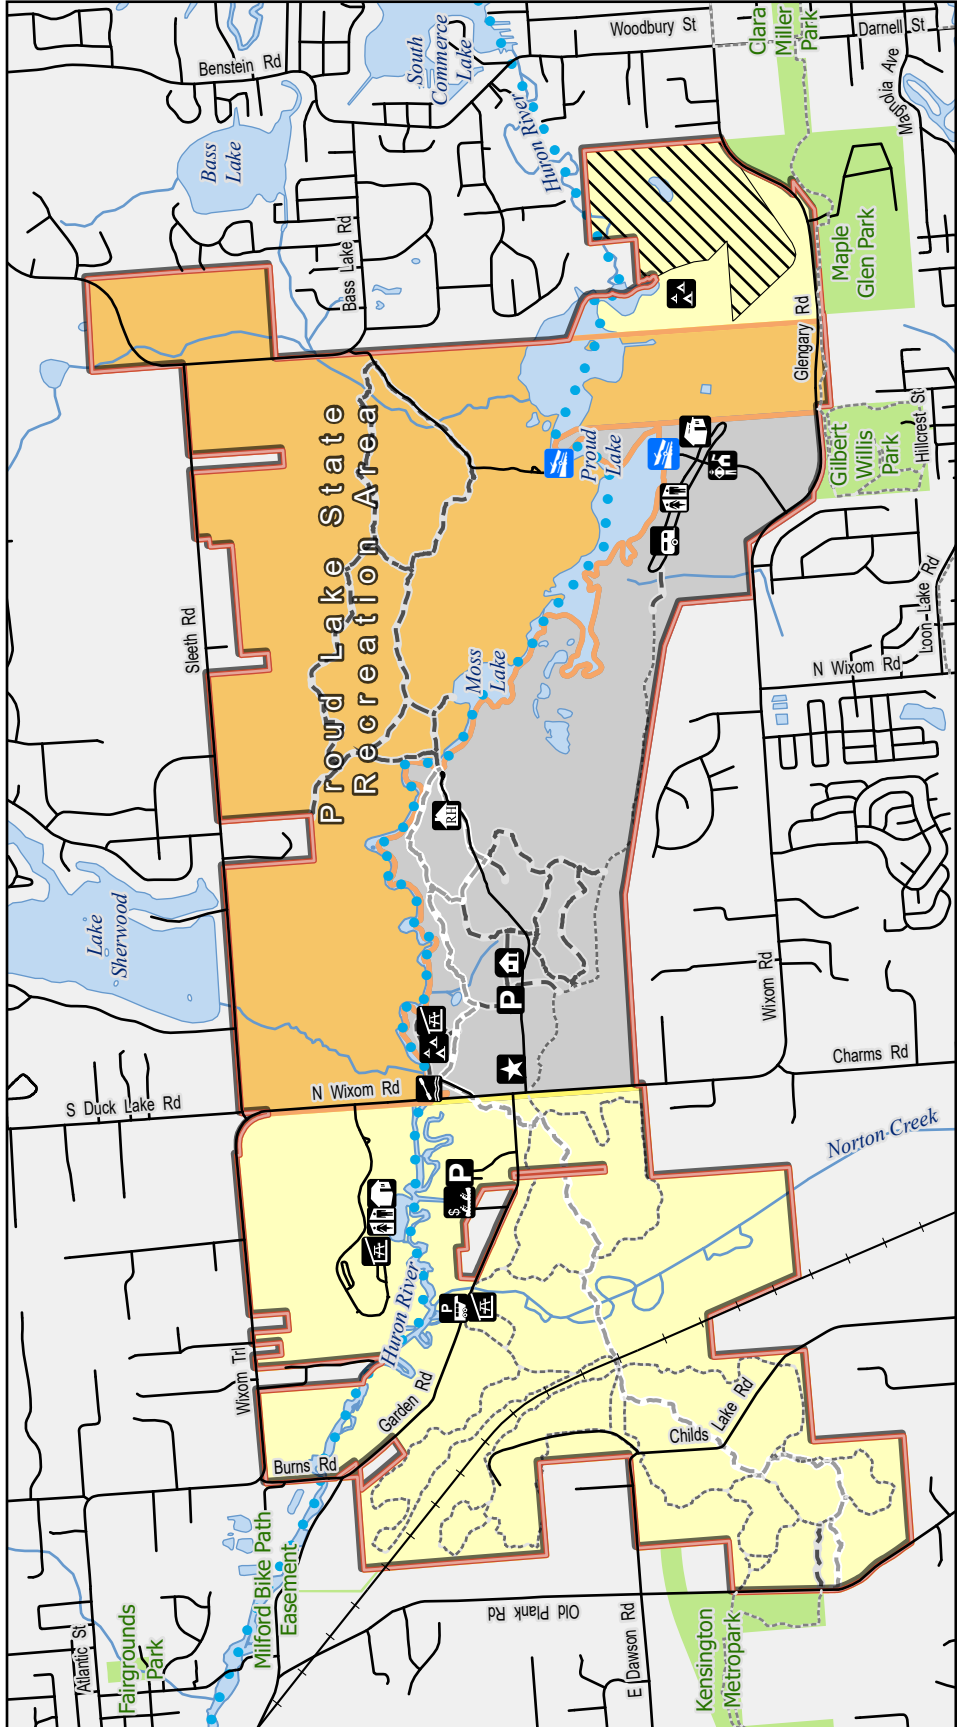 Woodbury St
Clara
Miller
Park
Darnell St
South
Commerce
Lake
Benstein Rd
Magnolia Ave
Huron River
Bass
Lake
Bass Lake Rd
Maple
Glen Park
Glengary Rd
Proud Lake State
Recreation Area
Proud
Lake
Gilbert
Willis
Park
Hillcrest St
Sleeth Rd
Loon Lake Rd
N Wixom Rd
Moss
Lake
RH
Lake
Sherwood
P
Wixom Rd
Charms Rd
N Wixom Rd
S Duck Lake Rd
Norton Creek
P
$
P
Huron River
Wixom Trl
Garden Rd
Childs Lake Rd
Burns Rd
Milford Bike Path
Easement
Old Plank Rd
Atlantic St
Fairgrounds
Park
E Dawson Rd
Kensington
Metropark